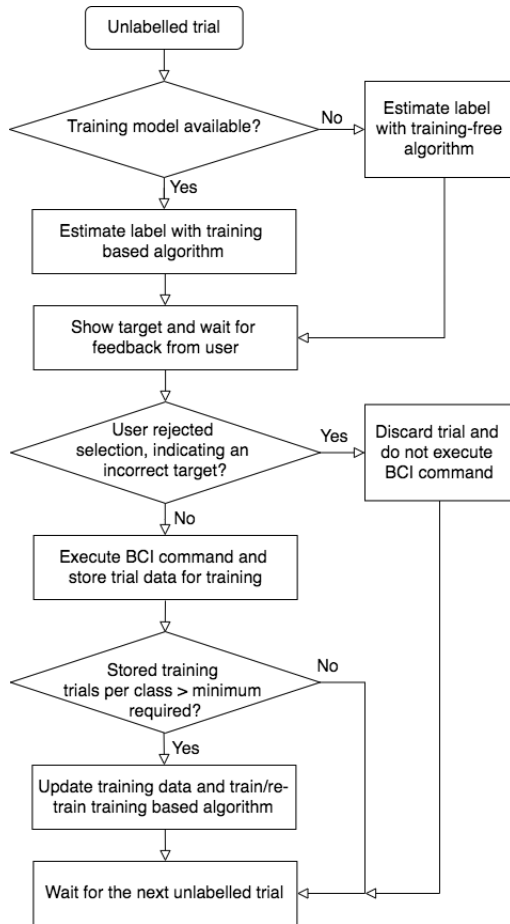 Unlabelled trial
Training model available?
No
Estimate label
with training-free
algorithm
Yes
Estimate label with training
based algorithm
Show target and wait for
feedback from user
User rejected
selection, indicating an
incorrect target?
Yes
Discard trial and
do not execute
BCI command
No
Execute BCI command and
store trial data for training
Stored training
trials per class > minimum
required?
No
Yes
Update training data and train/re-
train training based algorithm
Wait for the next unlabelled trial